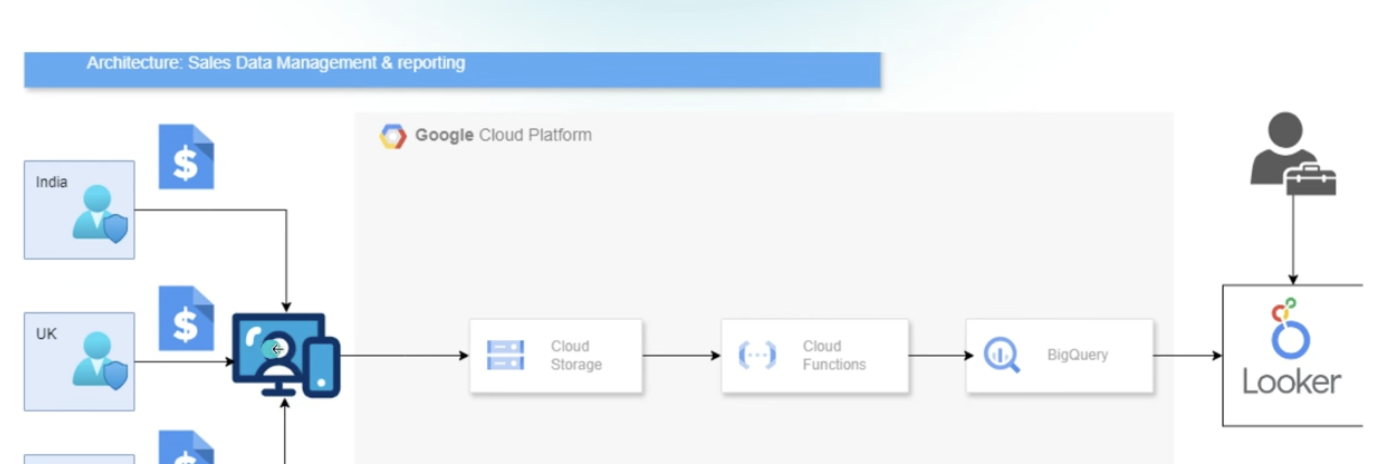 Architecture: Sales Data Management & reporting
Google Cloud Platform
India
$
UK
$
Cloud
Storage
Cloud
Functions
BigQuery
Looker
$